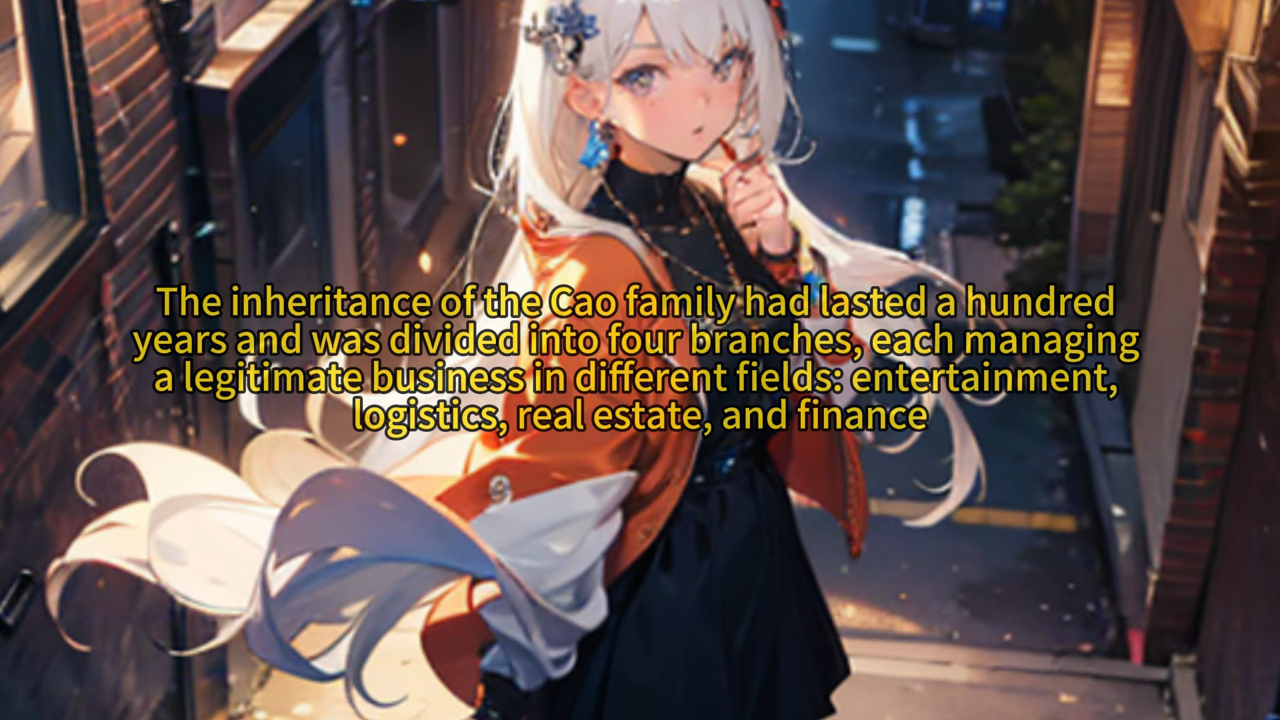 The inheritance of the Cao family had lasted a hundred
years and was divided into four branches, each managing
a legitimate business in different fields: entertainment,
logistics, real estate, and finance